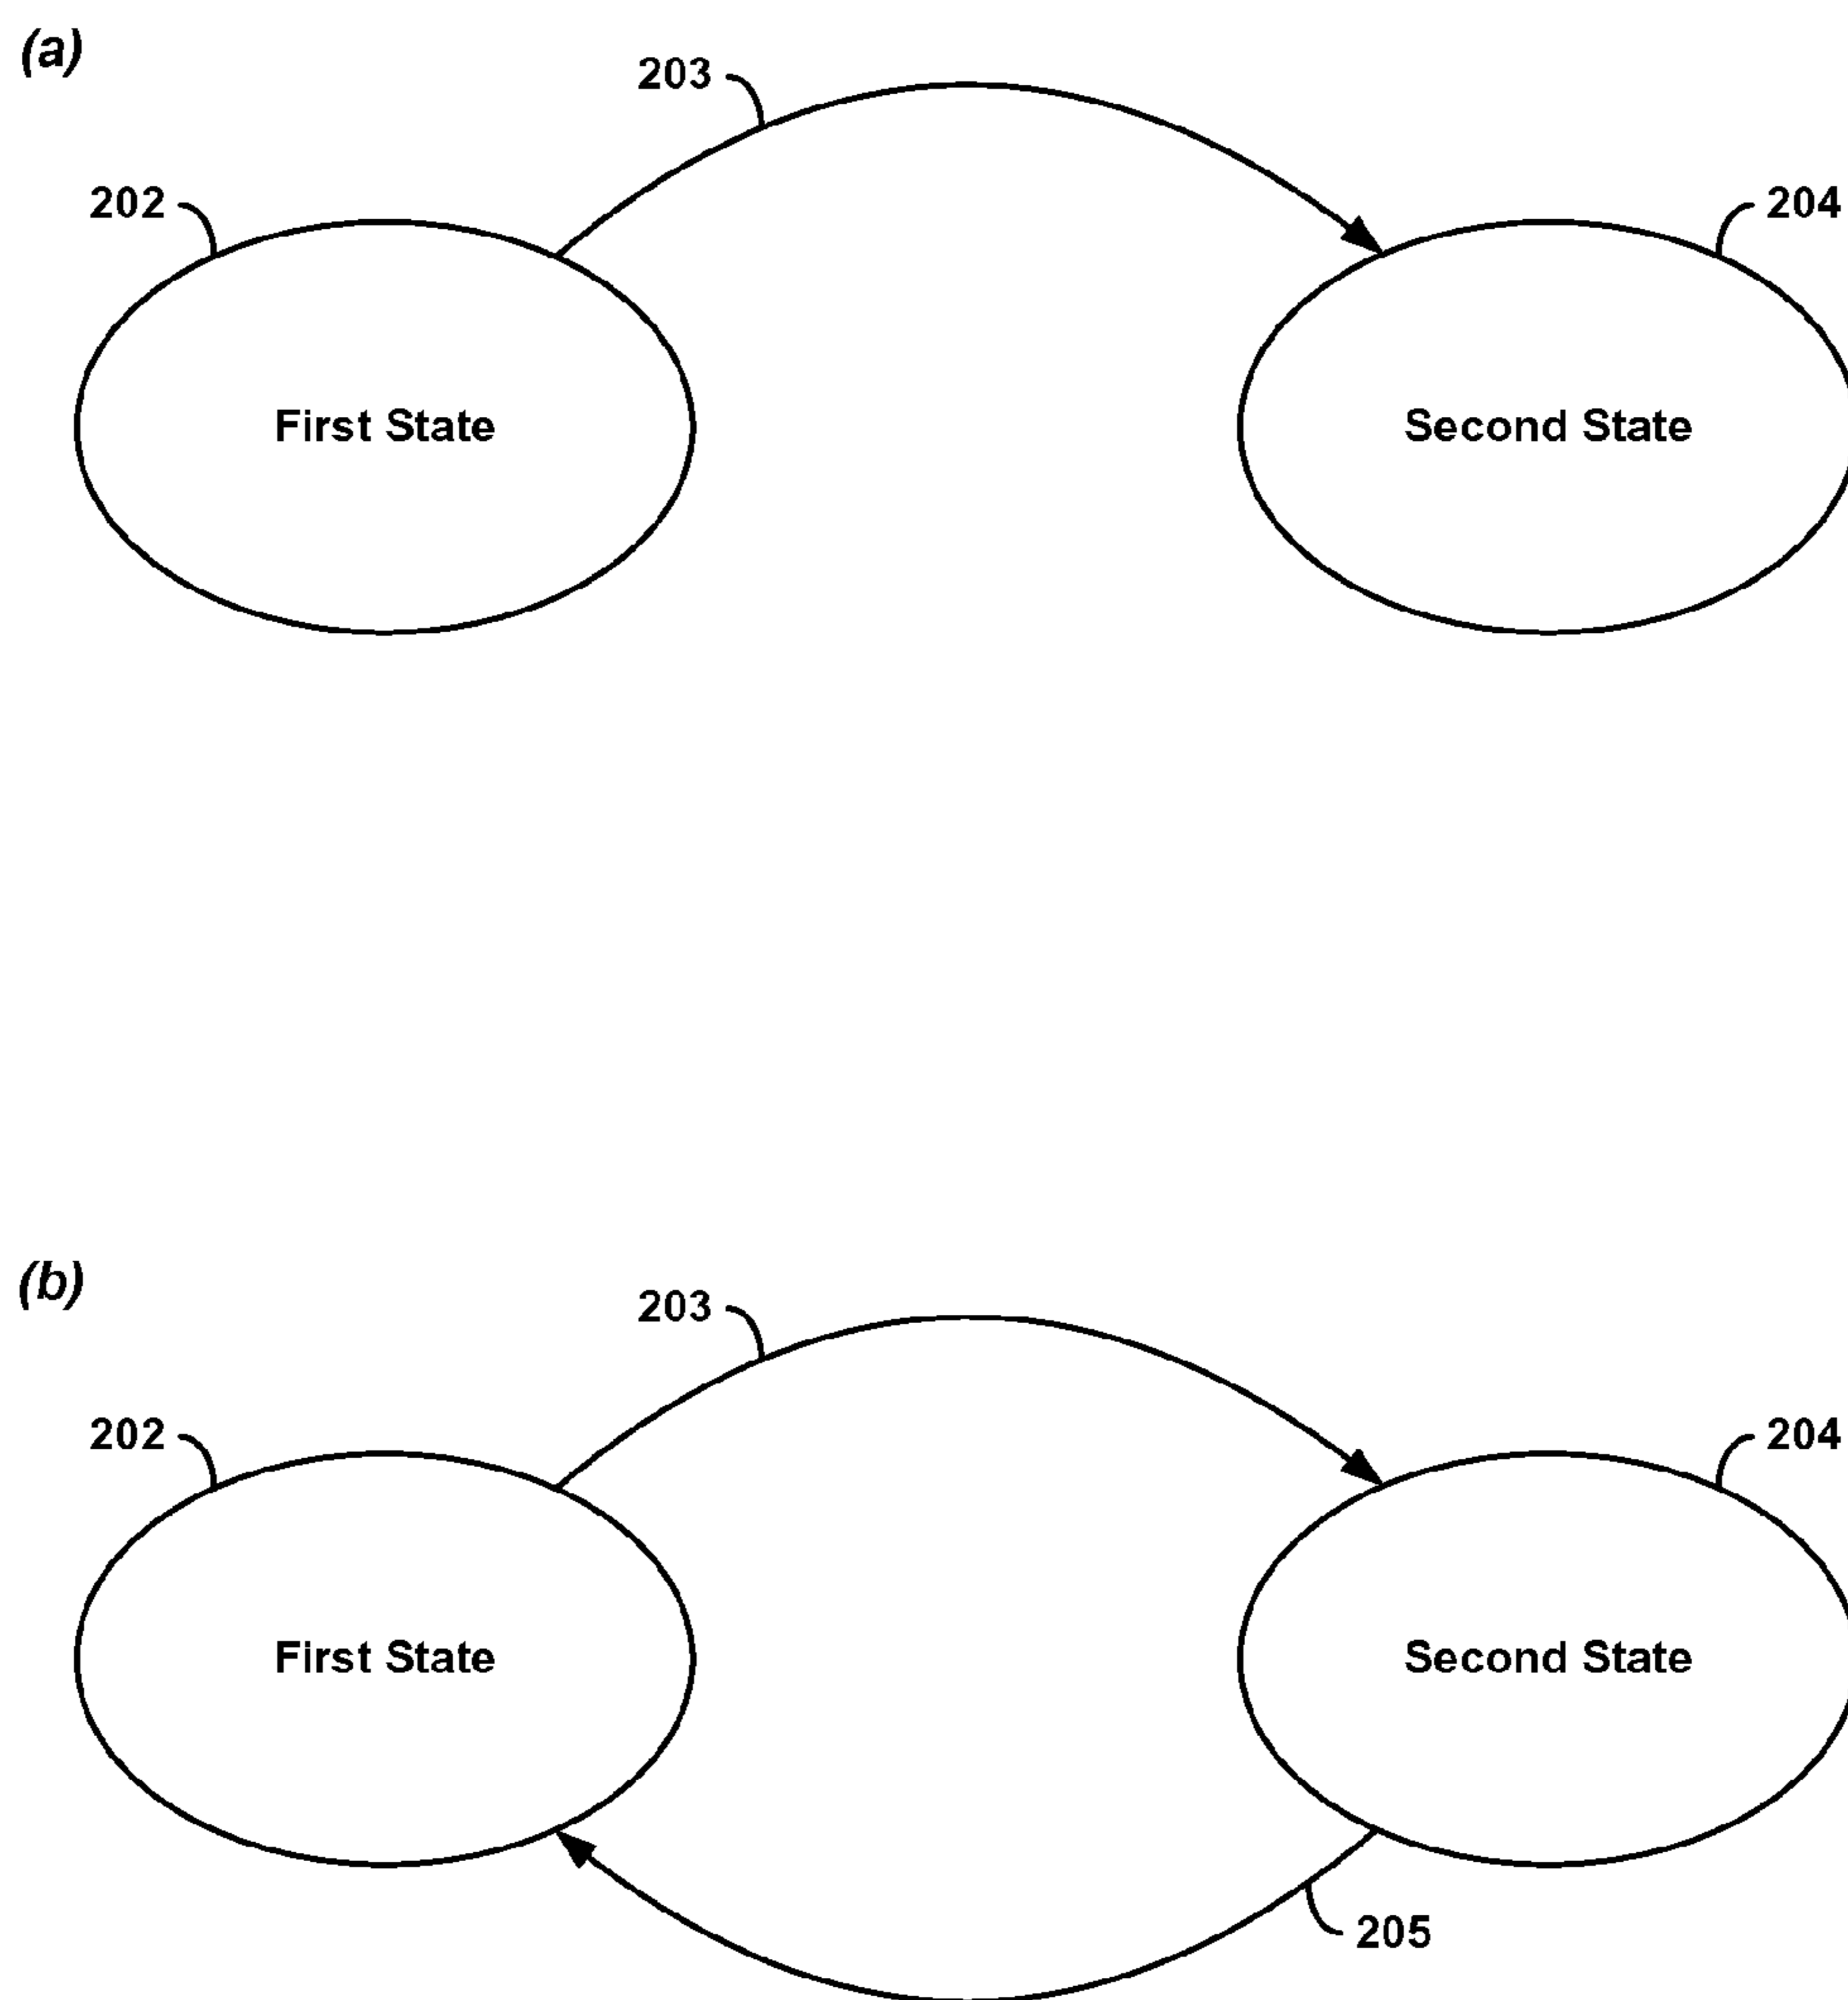 (a)
203
202
204
First State
Second State
(b)
203
202
204
First State
Second State
205